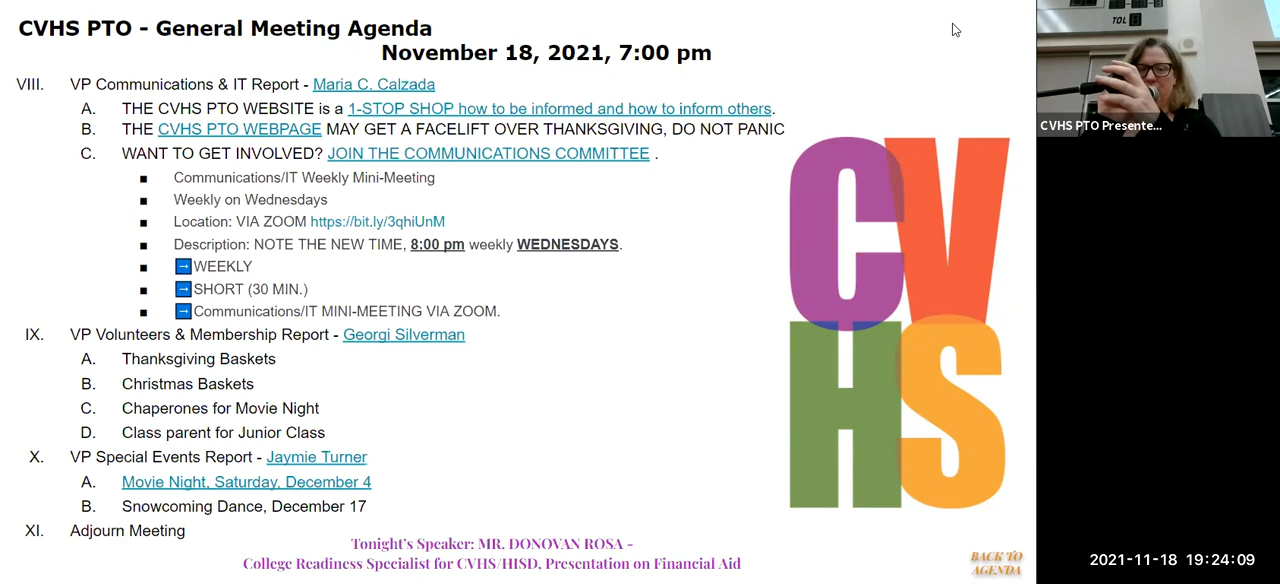 CVHS PTO - General Meeting Agenda
November 18, 2021, 7:00 pm
VIII. VP Communications & IT Report - Maria C. Calzada
A. THE CVHS PTO WEBSITE is a 1-STOP SHOP how to be informed and how to inform others.
B. THE CVHS PTO WEBPAGE MAY GET A FACELIFT OVER THANKSGIVING, DO NOT PANIC
C. WANT TO GET INVOLVED? JOIN THE COMMUNICATIONS COMMITTEE .
■ Communications/IT Weekly Mini-Meeting
■ Weekly on Wednesdays
■ Location: VIA ZOOM https://bit.ly/3qhiUnM
■ Description: NOTE THE NEW TIME, 8:00 pm weekly WEDNESDAYS.
■ ➡WEEKLY
■ ➡SHORT (30 MIN.)
■ ➡Communications/IT MINI-MEETING VIA ZOOM.
IX. VP Volunteers & Membership Report - Georgi Silverman
A. Thanksgiving Baskets
B. Christmas Baskets
C. Chaperones for Movie Night
D. Class parent for Junior Class
X. VP Special Events Report - Jaymie Turner
A. Movie Night, Saturday, December 4
B. Snowcoming Dance, December 17
XI. Adjourn Meeting
Tonight's Speaker: MR. DONOVAN ROSA -
College Readiness Specialist for CVHS/HISD, Presentation on Financial Aid
CV
HS
BACK TO
AGENDA
TOL
CVHS PTO Presente...
2021-11-18 19:24:09